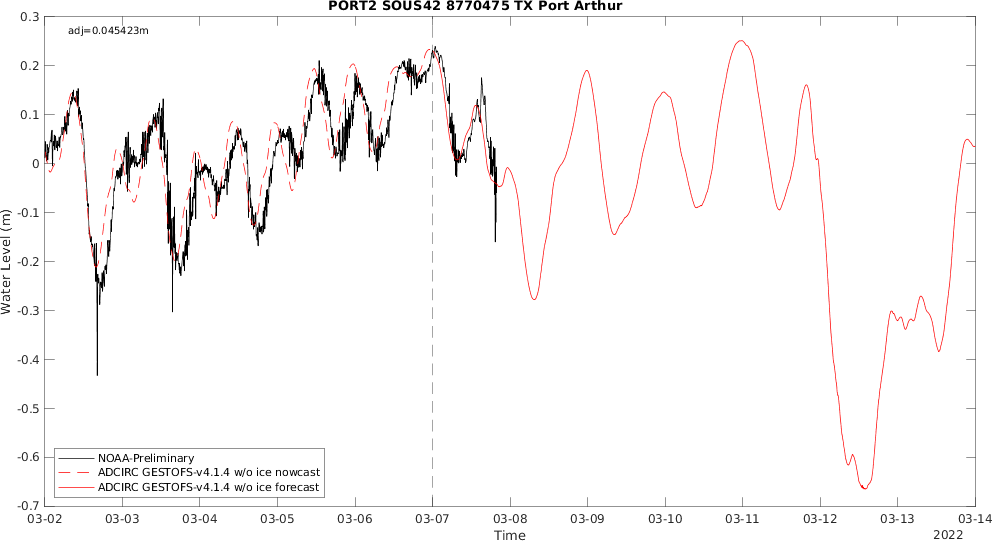 PORT2 SOUS42 8770475 TX Port Arthur
adj=0.045423m
0.3
0.2
0.1
0
-0.1
-0.2
-0.3
-0.4
-0.5
-0.6
-0.7
Water Level (m)
NOAA-Preliminary
ADCIRC GESTOFS-v4.1.4 w/o ice nowcast
ADCIRC GESTOFS-v4.1.4 w/o ice forecast
03-02 03-03 03-04 03-05 03-06 03-07 03-08 03-09 03-10 03-11 03-12 03-13 03-14
Time
2022